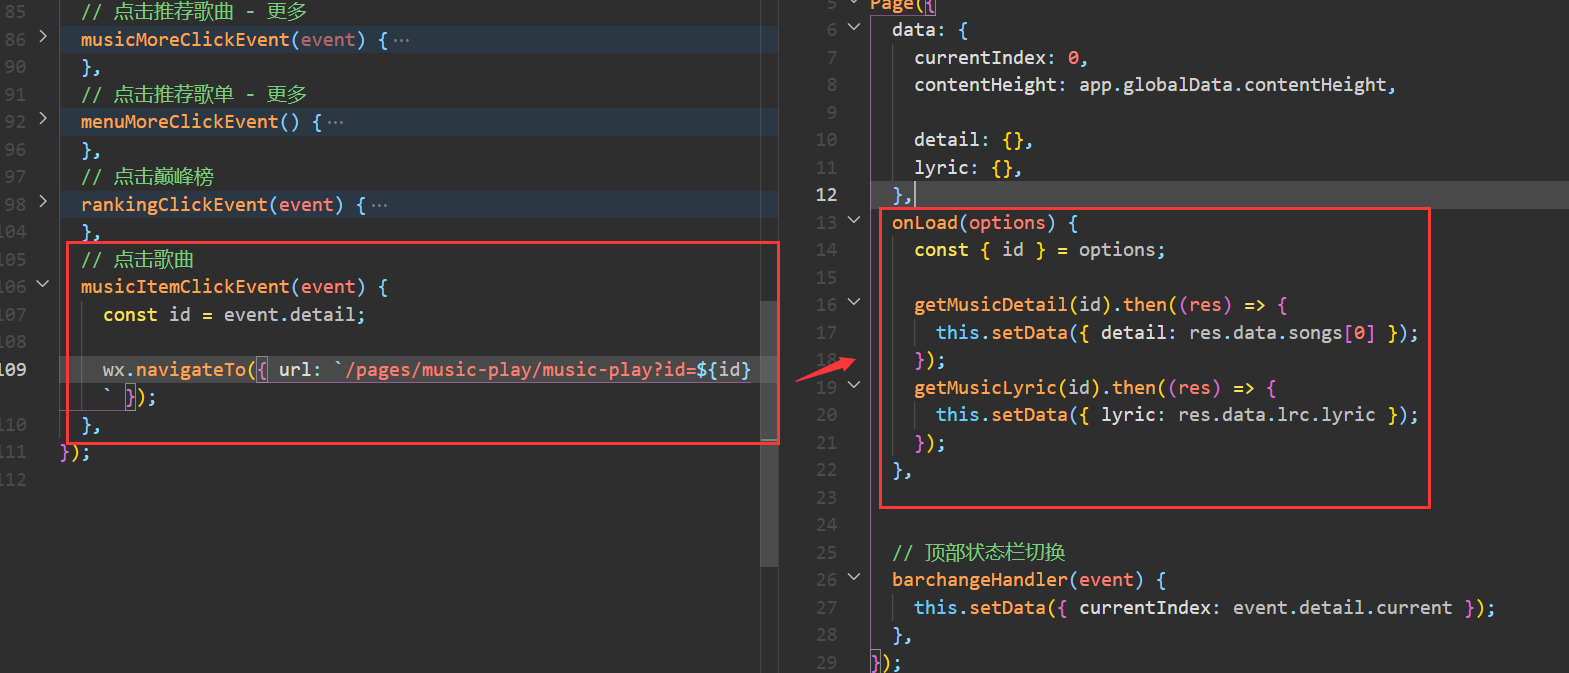 85 // 点击推荐歌曲 - 更多
86 musicMoreClickEvent(event) {···
90 },
91 // 点击推荐歌单 - 更多
92 menuMoreClickEvent() {···
96 },
97 // 点击巅峰榜
98 rankingClickEvent(event) {···
104 },
105 // 点击歌曲
106 musicItemClickEvent(event) {
107 const id = event.detail;
108
109 wx.navigateTo({ url: `/pages/music-play/music-play?id=${id}
` });
110 },
111 });
112
5 Page({
6 data: {
7 currentIndex: 0,
8 contentHeight: app.globalData.contentHeight,
9
10 detail: {},
11 lyric: {},
12 },
13 onLoad(options) {
14 const { id } = options;
15
16 getMusicDetail(id).then((res) => {
17 this.setData({ detail: res.data.songs[0] });
18 });
19 getMusicLyric(id).then((res) => {
20 this.setData({ lyric: res.data.lrc.lyric });
21 });
22 },
23
24
25 // 顶部状态栏切换
26 barchangeHandler(event) {
27 this.setData({ currentIndex: event.detail.current });
28 },
29 });